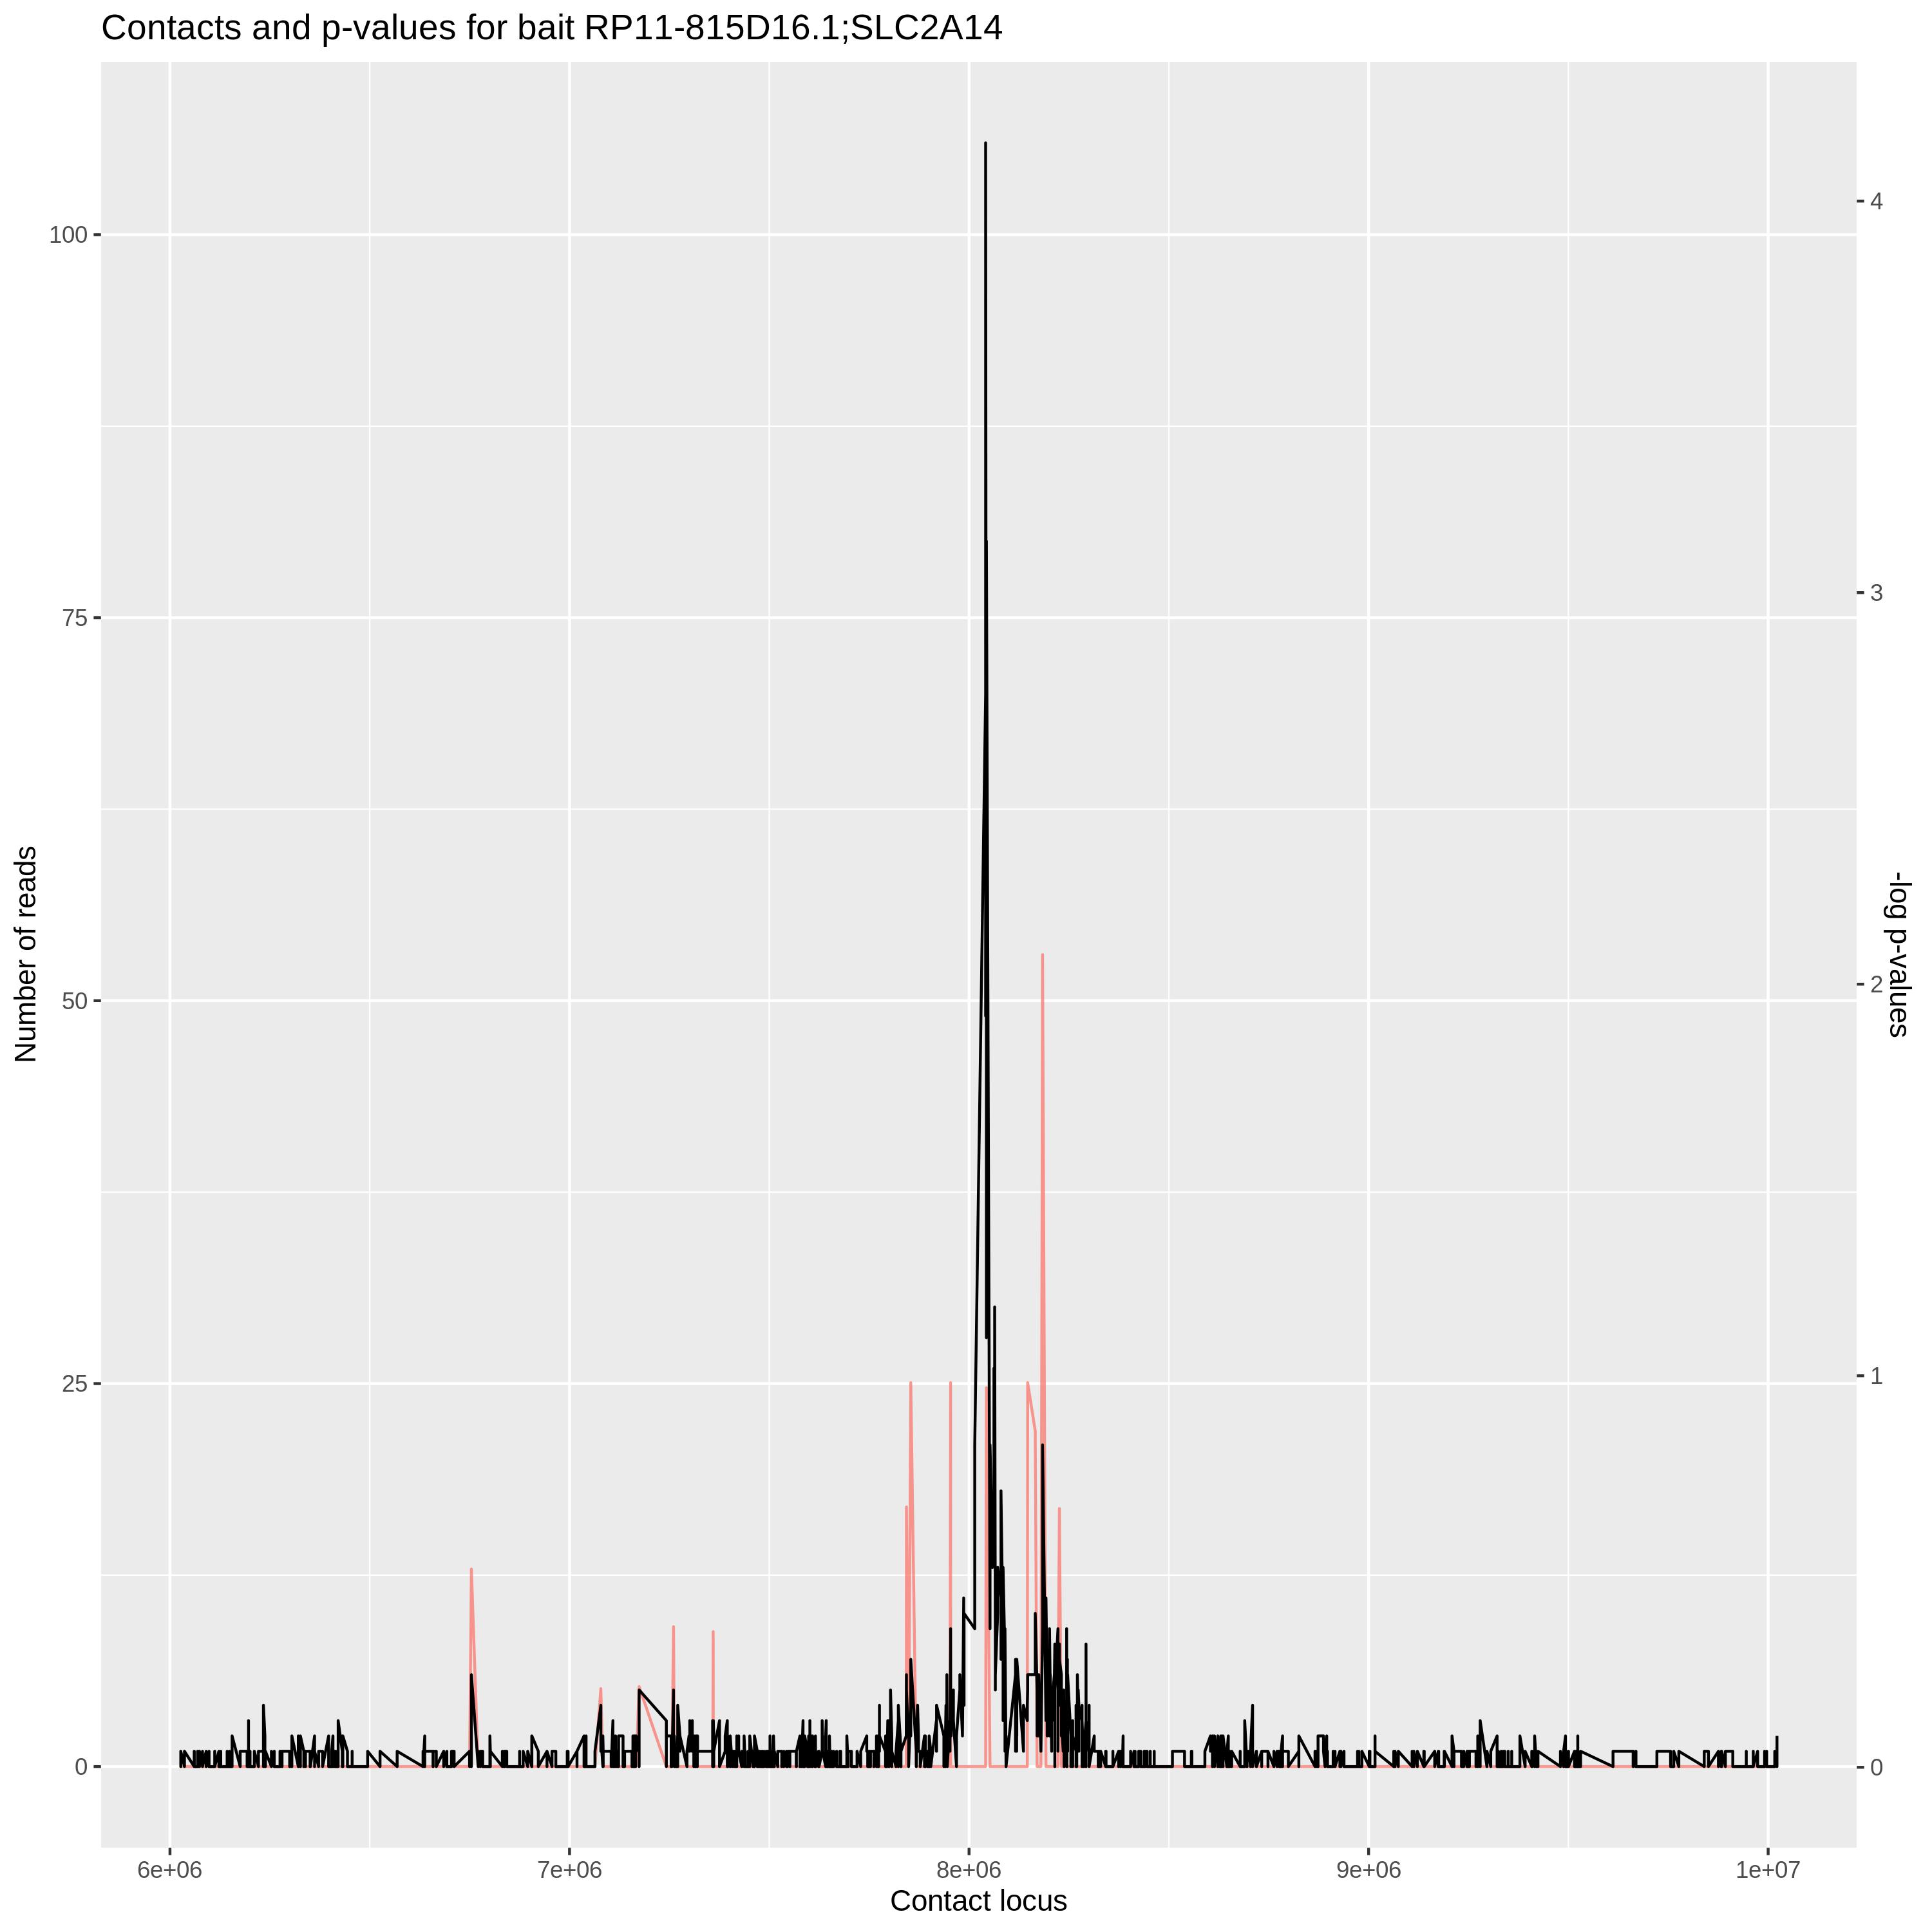 Contacts and p-values for bait RP11-815D16.1;SLC2A14
100
75
50
25
0
Number of reads
4
3
2
1
0
-log p-values
6e+06
7e+06
8e+06
9e+06
1e+07
Contact locus